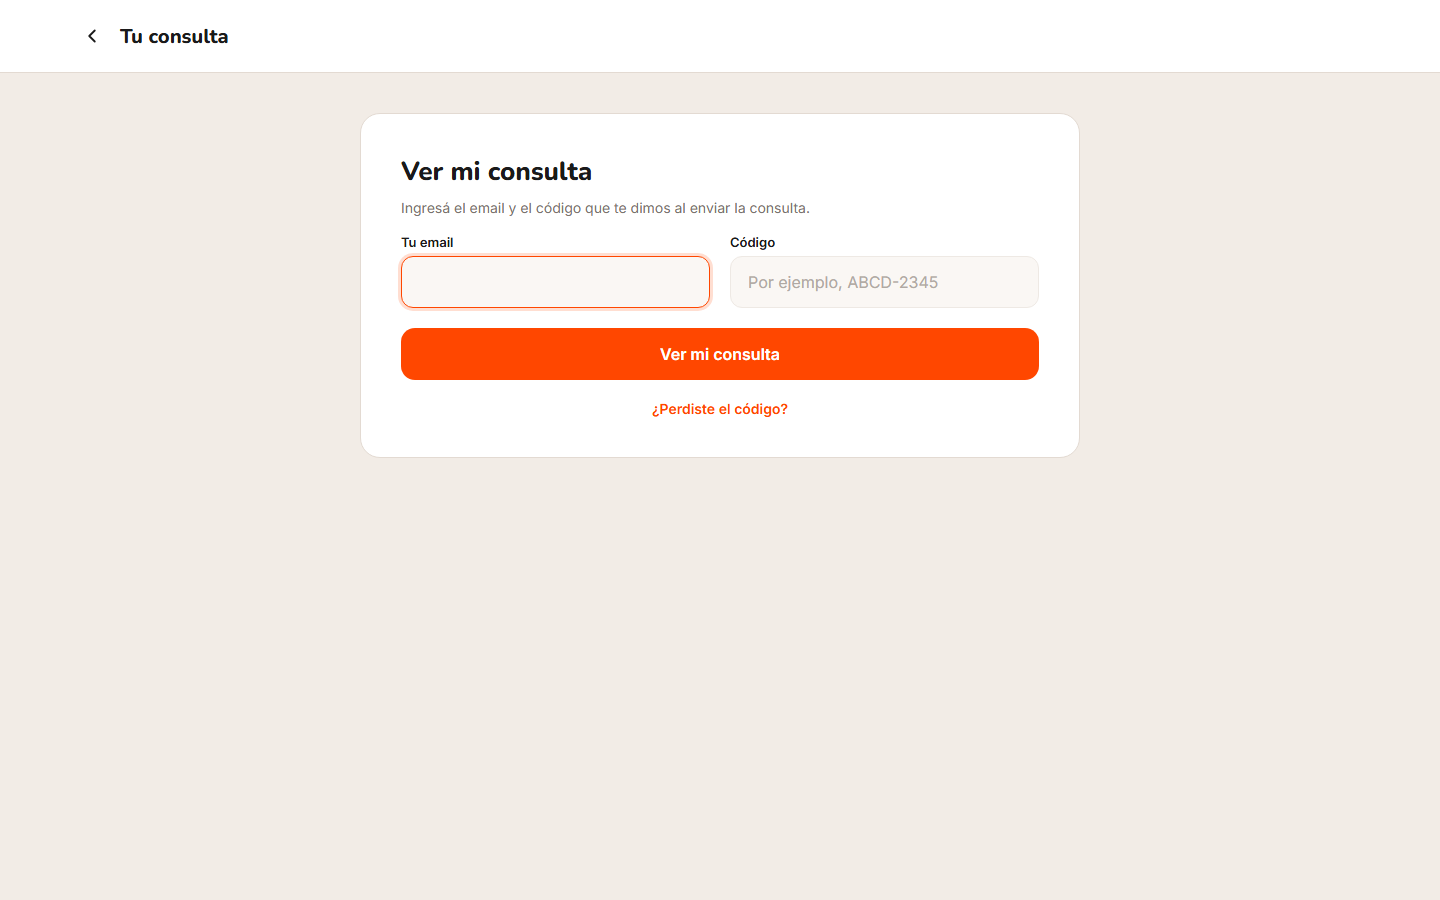 Tu consulta
Ver mi consulta
Ingresá el email y el código que te dimos al enviar la consulta.
Tu email
Código
Por ejemplo, ABCD-2345
Ver mi consulta
¿Perdiste el código?